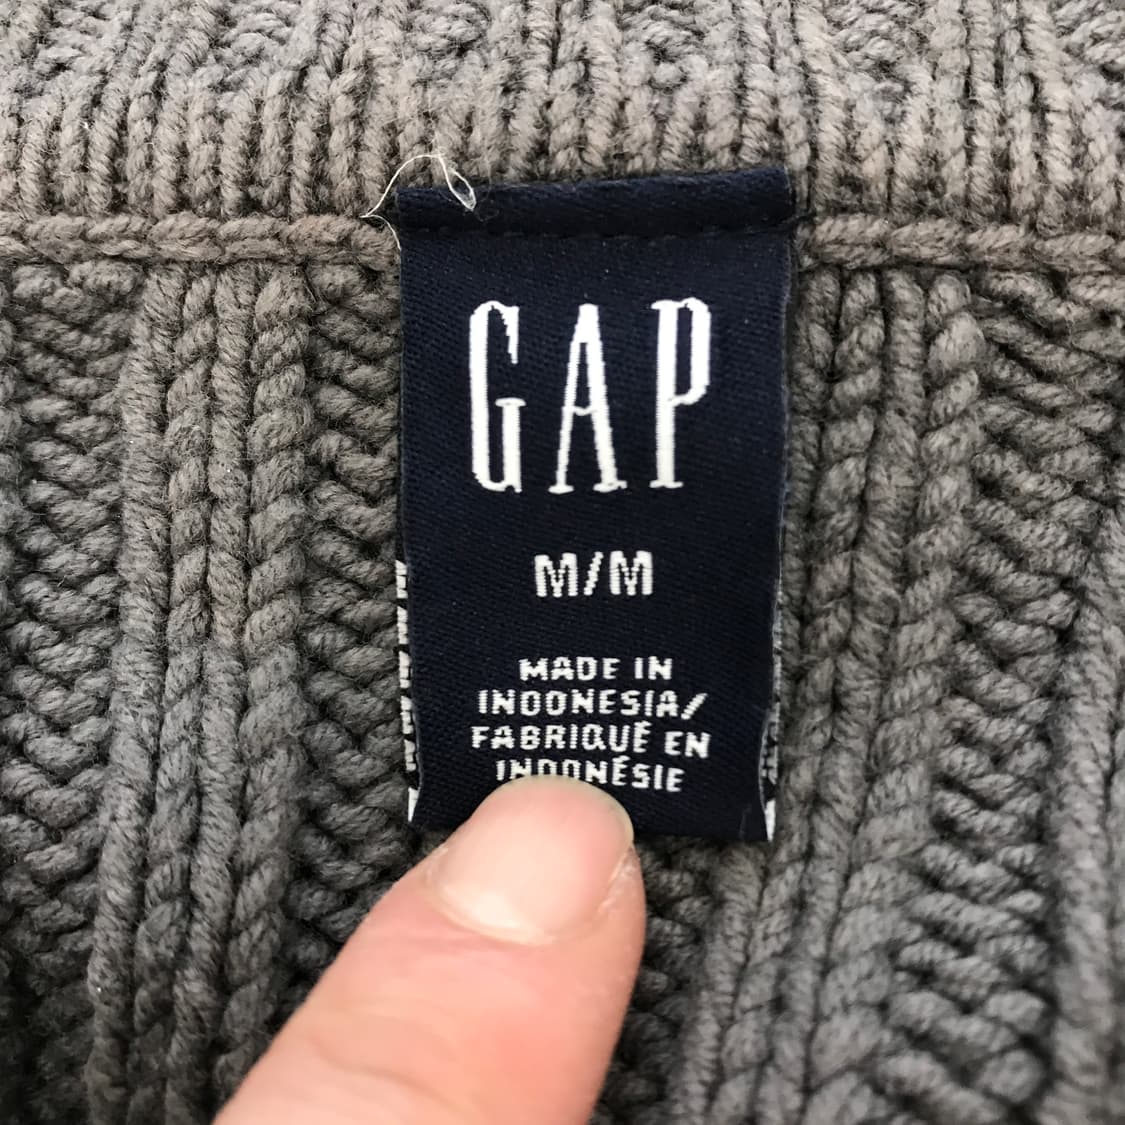 GAP
M/M
MADE IN
INDONESIA/
FABRIQUÉ EN
INDONÉSIE